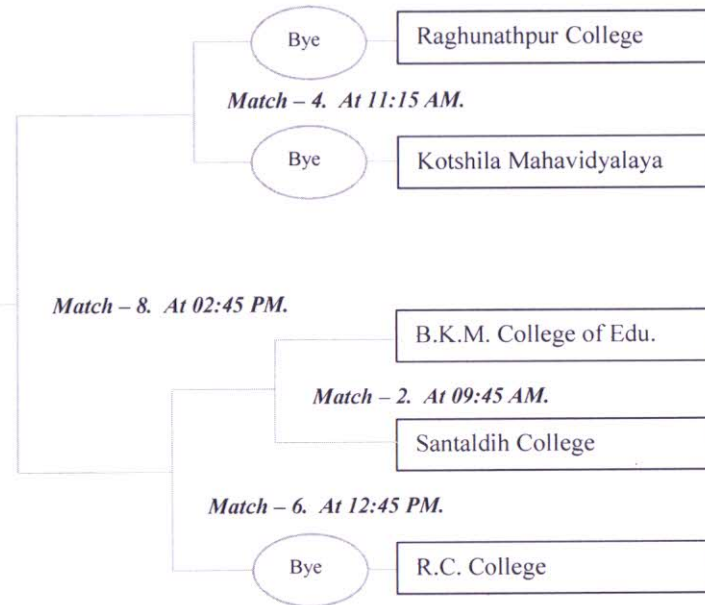 Bye Raghunathpur College
Match – 4. At 11:15 AM.
Bye Kotshila Mahavidyalaya
Match – 8. At 02:45 PM.
B.K.M. College of Edu.
Match – 2. At 09:45 AM.
Santaldih College
Match – 6. At 12:45 PM.
Bye R.C. College